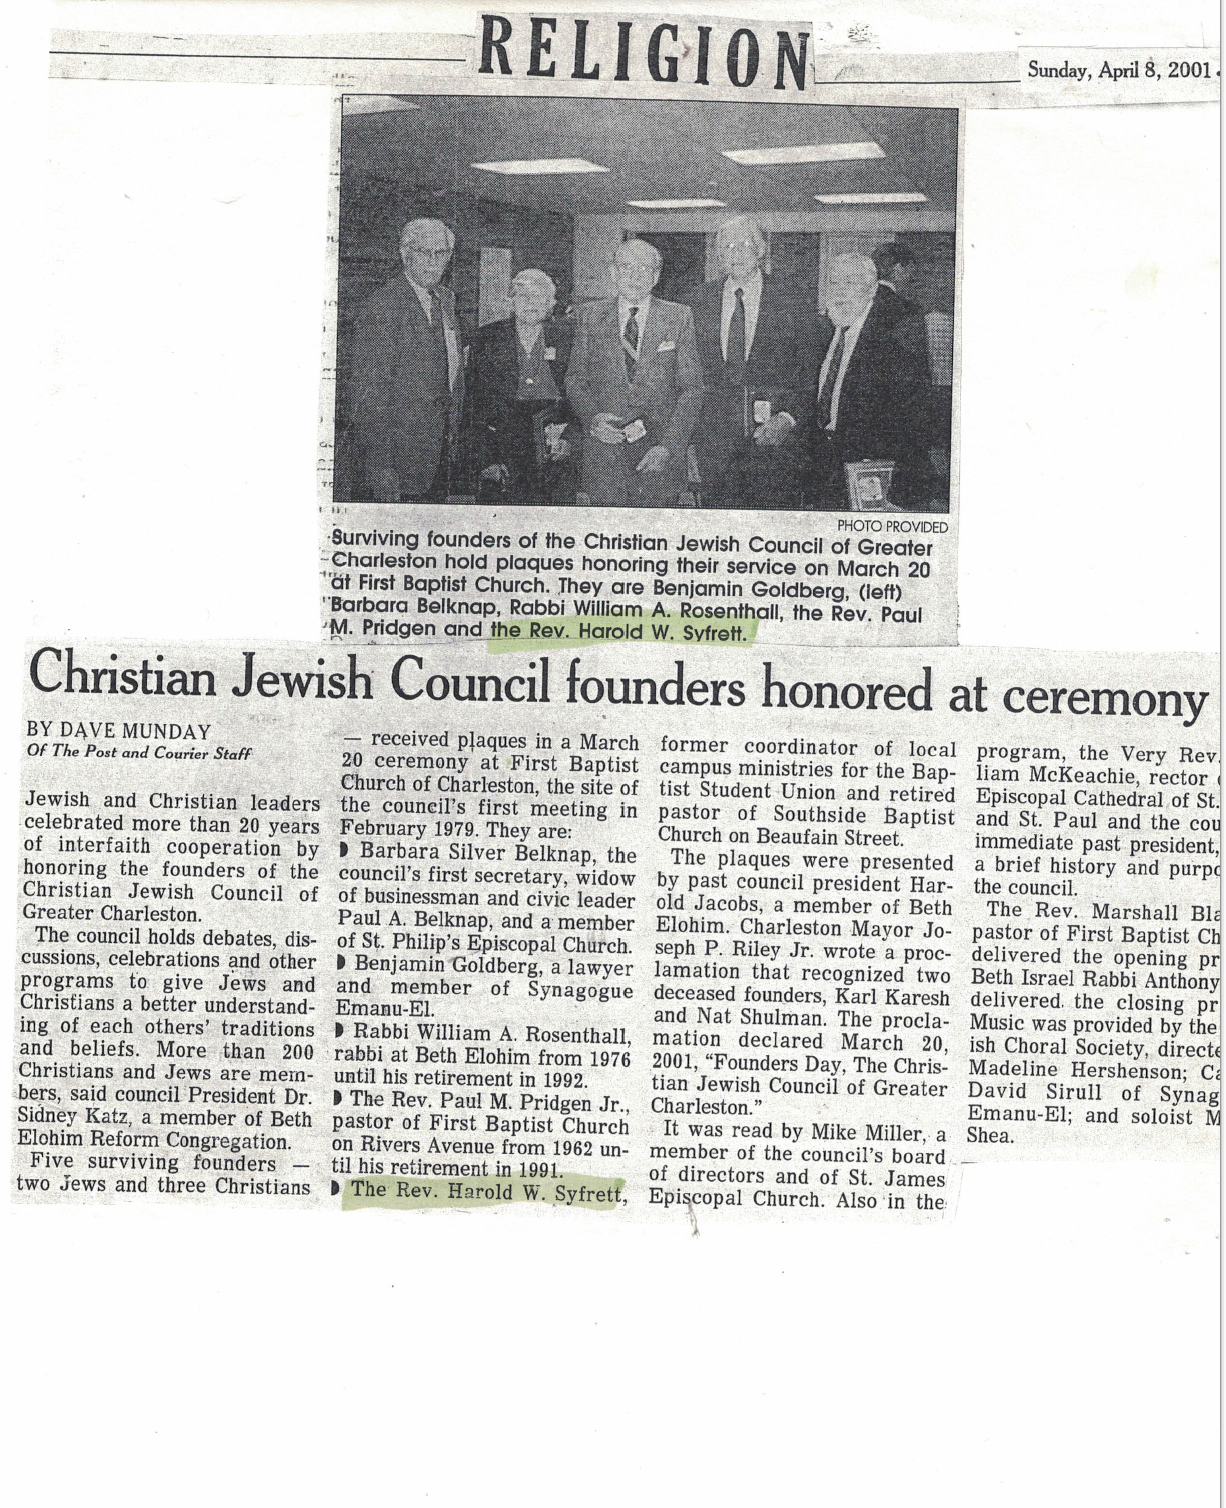 RELIGION
Sunday, April 8, 2001
PHOTO PROVIDED
Surviving founders of the Christian Jewish Council of Greater
Charleston hold plaques honoring their service on March 20
at First Baptist Church. They are Benjamin Goldberg, (left)
Barbara Belknap, Rabbi William A. Rosenthall, the Rev. Paul
M. Pridgen and the Rev. Harold W. Syfrett.
Christian Jewish Council founders honored at ceremony
BY DAVE MUNDAY
Of The Post and Courier Staff
Jewish and Christian leaders
celebrated more than 20 years
of interfaith cooperation by
honoring the founders of the
Christian Jewish Council of
Greater Charleston.
The council holds debates, dis-
cussions, celebrations and other
programs to give Jews and
Christians a better understand-
ing of each others' traditions
and beliefs. More than 200
Christians and Jews are mem-
bers, said council President Dr.
Sidney Katz, a member of Beth
Elohim Reform Congregation.
Five surviving founders —
two Jews and three Christians
— received plaques in a March
20 ceremony at First Baptist
Church of Charleston, the site of
the council's first meeting in
February 1979. They are:
Barbara Silver Belknap, the
council's first secretary, widow
of businessman and civic leader
Paul A. Belknap, and a member
of St. Philip's Episcopal Church.
Benjamin Goldberg, a lawyer
and member of Synagogue
Emanu-El.
Rabbi William A. Rosenthall,
rabbi at Beth Elohim from 1976
until his retirement in 1992.
The Rev. Paul M. Pridgen Jr.,
pastor of First Baptist Church
on Rivers Avenue from 1962 un-
til his retirement in 1991.
The Rev. Harold W. Syfrett,
former coordinator of local
campus ministries for the Bap-
tist Student Union and retired
pastor of Southside Baptist
Church on Beaufain Street.
The plaques were presented
by past council president Har-
old Jacobs, a member of Beth
Elohim. Charleston Mayor Jo-
seph P. Riley Jr. wrote a proc-
lamation that recognized two
deceased founders, Karl Karesh
and Nat Shulman. The procla-
mation declared March 20,
2001, "Founders Day, The Chris-
tian Jewish Council of Greater
Charleston."
It was read by Mike Miller, a
member of the council's board
of directors and of St. James
Episcopal Church. Also in the
program, the Very Rev.
liam McKeachie, rector
Episcopal Cathedral of St.
and St. Paul and the cou
immediate past president,
a brief history and purpo
the council.
The Rev. Marshall Bla
pastor of First Baptist Ch
delivered the opening pr
Beth Israel Rabbi Anthony
delivered the closing pr
Music was provided by the
ish Choral Society, directe
Madeline Hershenson; Ca
David Sirull of Synag
Emanu-El; and soloist M
Shea.